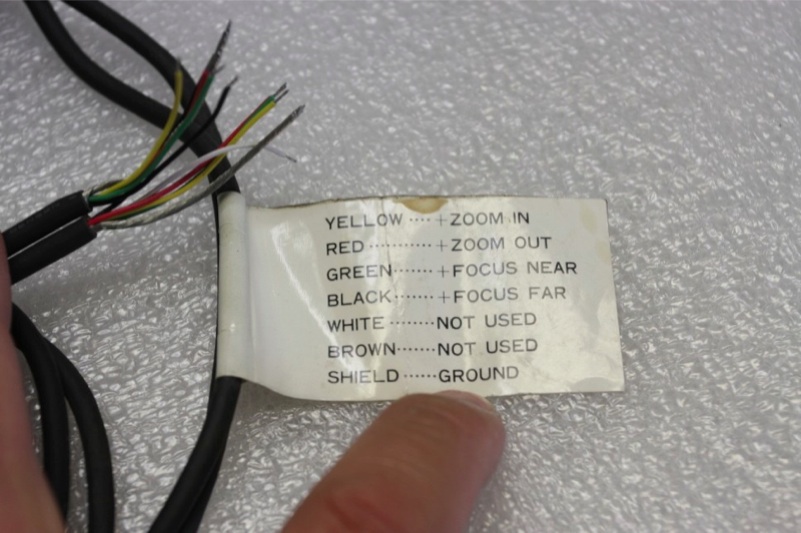 YELLOW ···· +ZOOM IN
RED ··········· +ZOOM OUT
GREEN······· +FOCUS NEAR
BLACK······· +FOCUS FAR
WHITE ········NOT USED
BROWN·······NOT USED
SHIELD ······GROUND